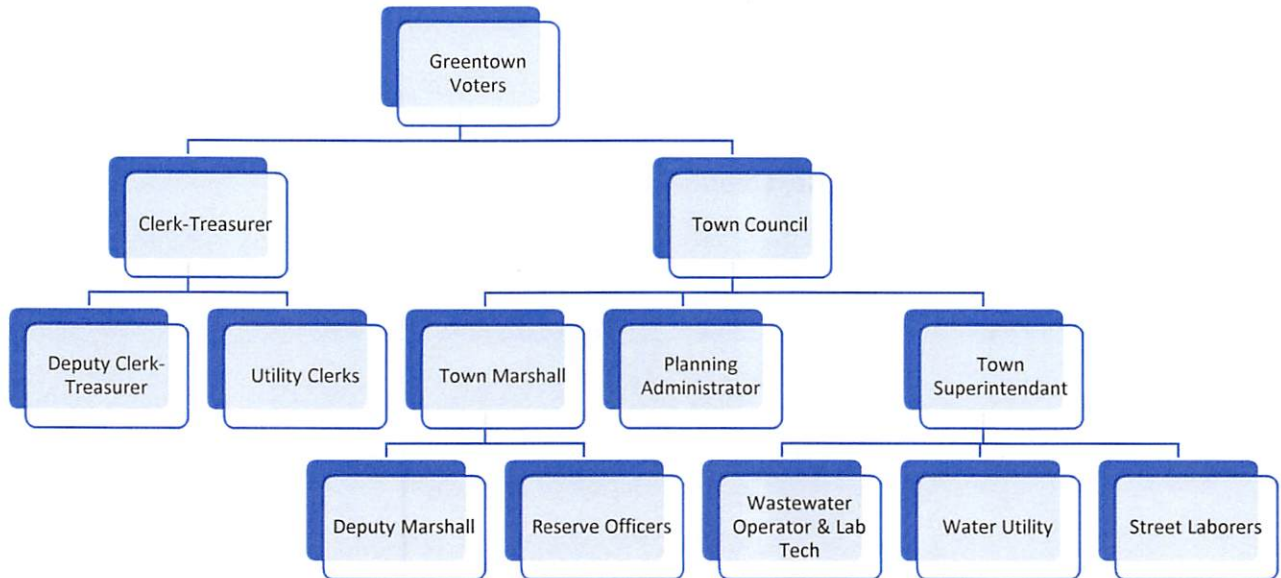 Greentown
Voters
Clerk-Treasurer
Town Council
Deputy Clerk-
Treasurer
Utility Clerks
Town Marshall
Planning
Administrator
Town
Superintendant
Deputy Marshall
Reserve Officers
Wastewater
Operator & Lab
Tech
Water Utility
Street Laborers